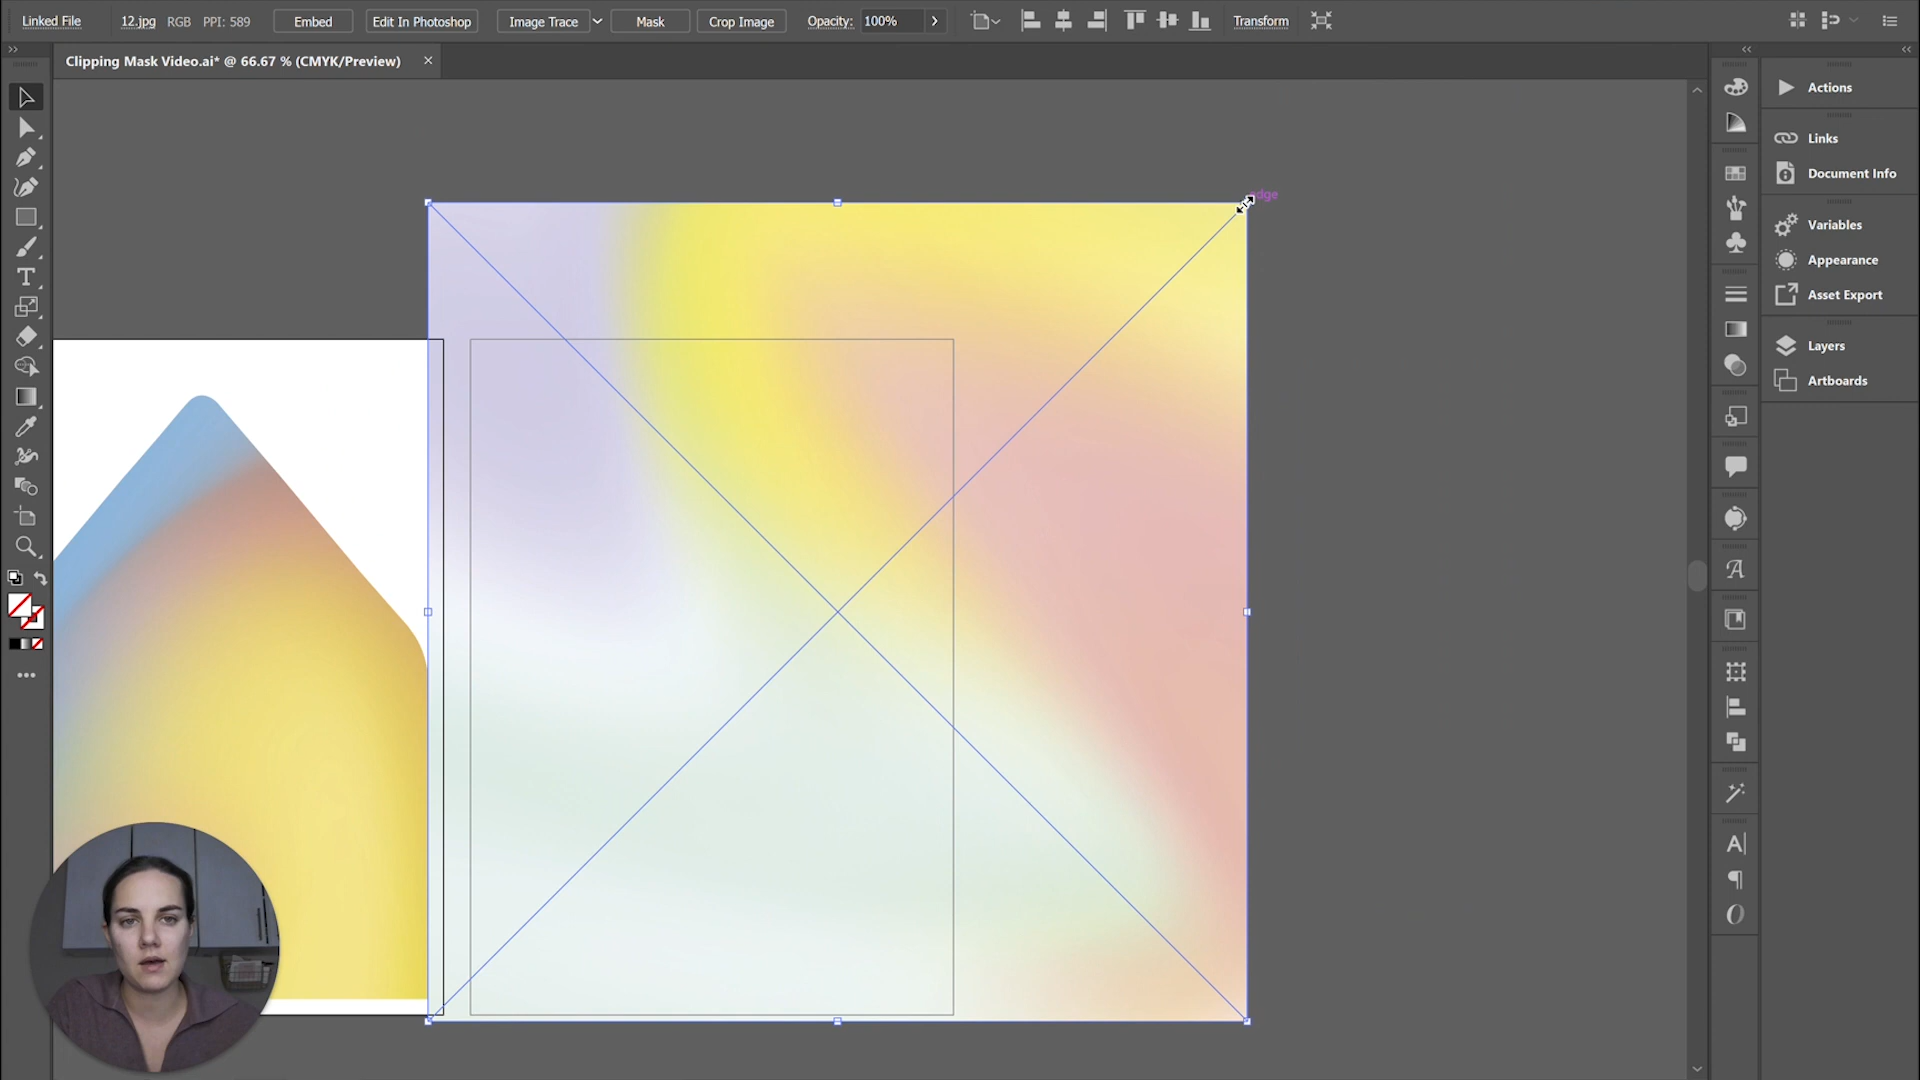 Linked File
12.jpg
RGB
PPI: 589
Embed
Edit In Photoshop
Image Trace
Mask
Crop Image
Opacity:
100%
Transform
Clipping Mask Video.ai* @ 66.67 % (CMYK/Preview)
edge
Actions
Links
Document Info
Variables
Appearance
Asset Export
Layers
Artboards